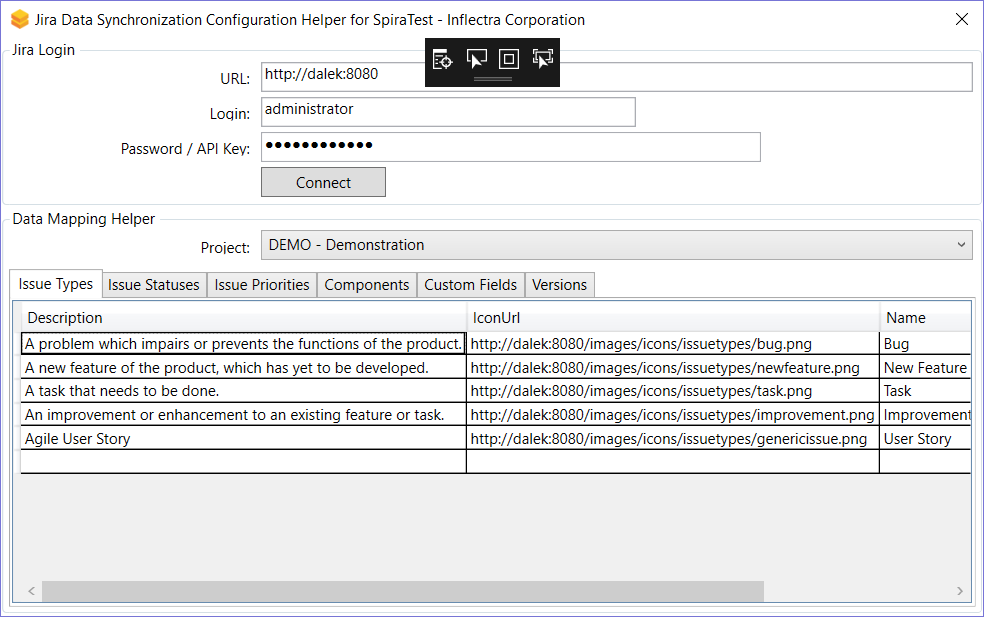 Jira Data Synchronization Configuration Helper for SpiraTest - Inflectra Corporation
Jira Login
URL: http://dalek:8080
Login: administrator
Password / API Key: ●●●●●●●●●●●●
Connect
Data Mapping Helper
Project: DEMO - Demonstration
Issue Types Issue Statuses Issue Priorities Components Custom Fields Versions
Description IconUrl Name
A problem which impairs or prevents the functions of the product. http://dalek:8080/images/icons/issuetypes/bug.png Bug
A new feature of the product, which has yet to be developed. http://dalek:8080/images/icons/issuetypes/newfeature.png New Feature
A task that needs to be done. http://dalek:8080/images/icons/issuetypes/task.png Task
An improvement or enhancement to an existing feature or task. http://dalek:8080/images/icons/issuetypes/improvement.png Improvement
Agile User Story http://dalek:8080/images/icons/issuetypes/genericissue.png User Story